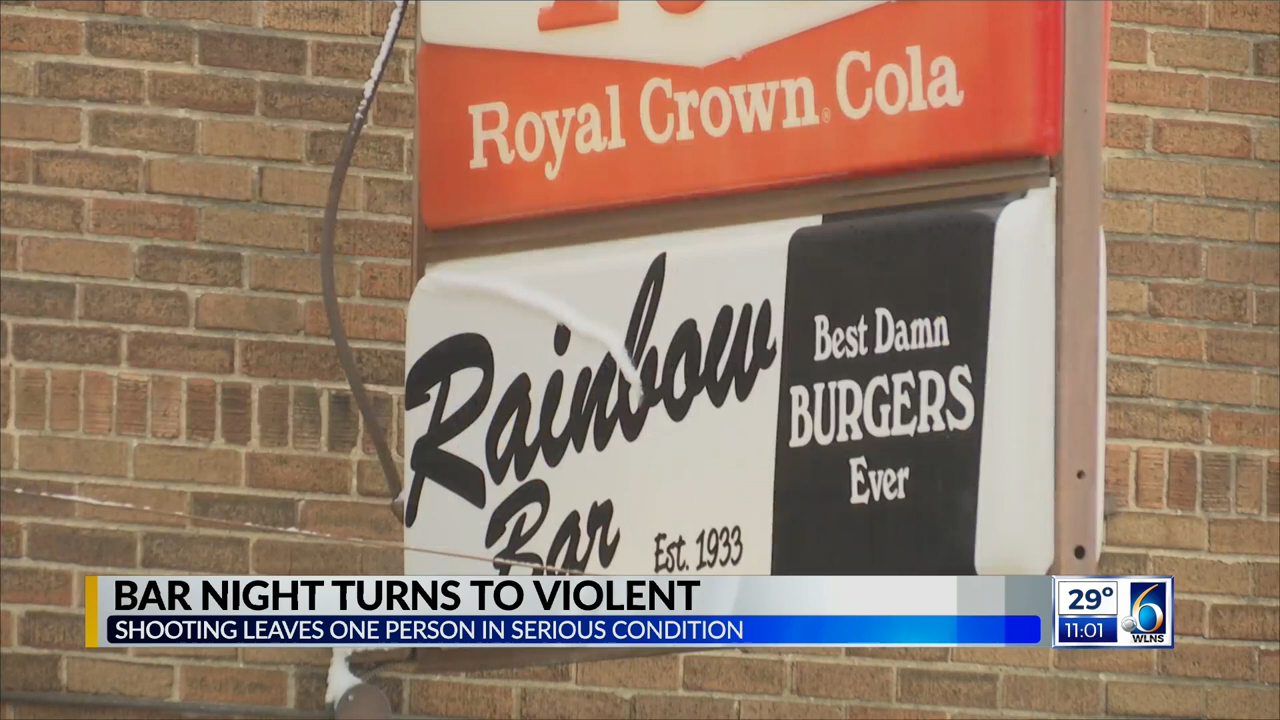 Royal Crown® Cola
Rainbow
Bar
Est. 1933
Best Damn
BURGERS
Ever
BAR NIGHT TURNS TO VIOLENT
SHOOTING LEAVES ONE PERSON IN SERIOUS CONDITION
29°
11:01
6
WLNS